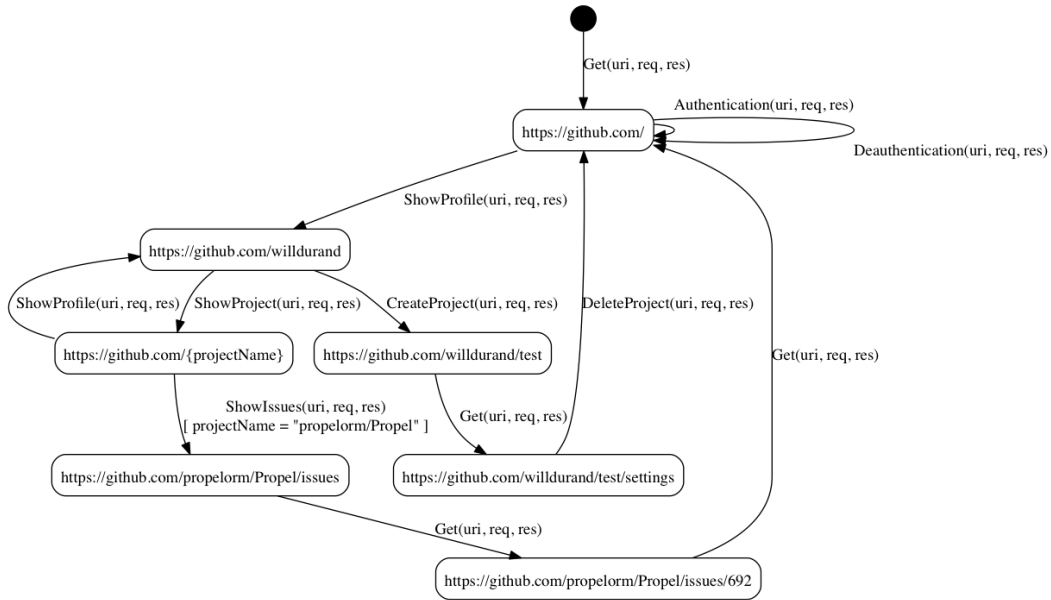 Get(uri, req, res)
Authentication(uri, req, res)
https://github.com/
Deauthentication(uri, req, res)
ShowProfile(uri, req, res)
https://github.com/willdurand
ShowProfile(uri, req, res)
ShowProject(uri, req, res)
CreateProject(uri, req, res)
DeleteProject(uri, req, res)
https://github.com/{projectName}
https://github.com/willdurand/test
Get(uri, req, res)
ShowIssues(uri, req, res)
[ projectName = "propelorm/Propel" ]
Get(uri, req, res)
https://github.com/propelorm/Propel/issues
https://github.com/willdurand/test/settings
Get(uri, req, res)
https://github.com/propelorm/Propel/issues/692